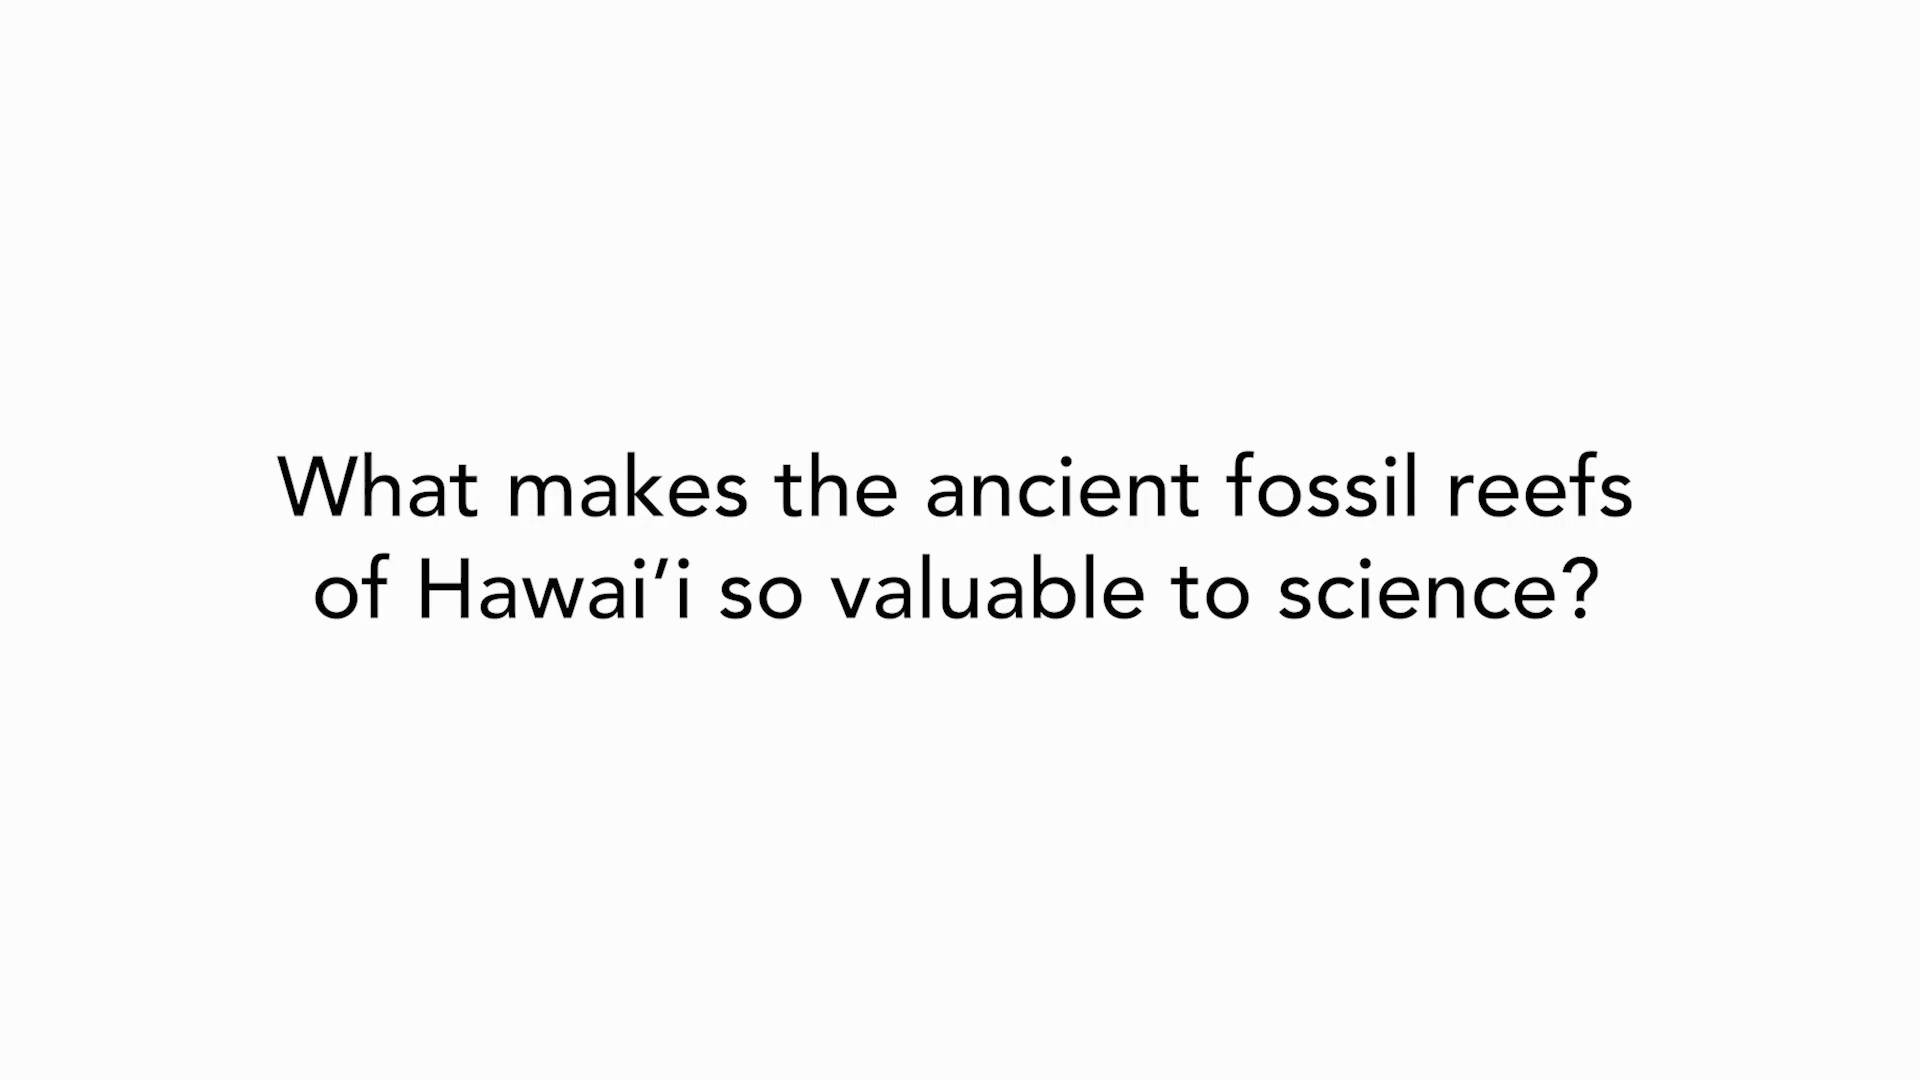 What makes the ancient fossil reefs
of Hawai’i so valuable to science?